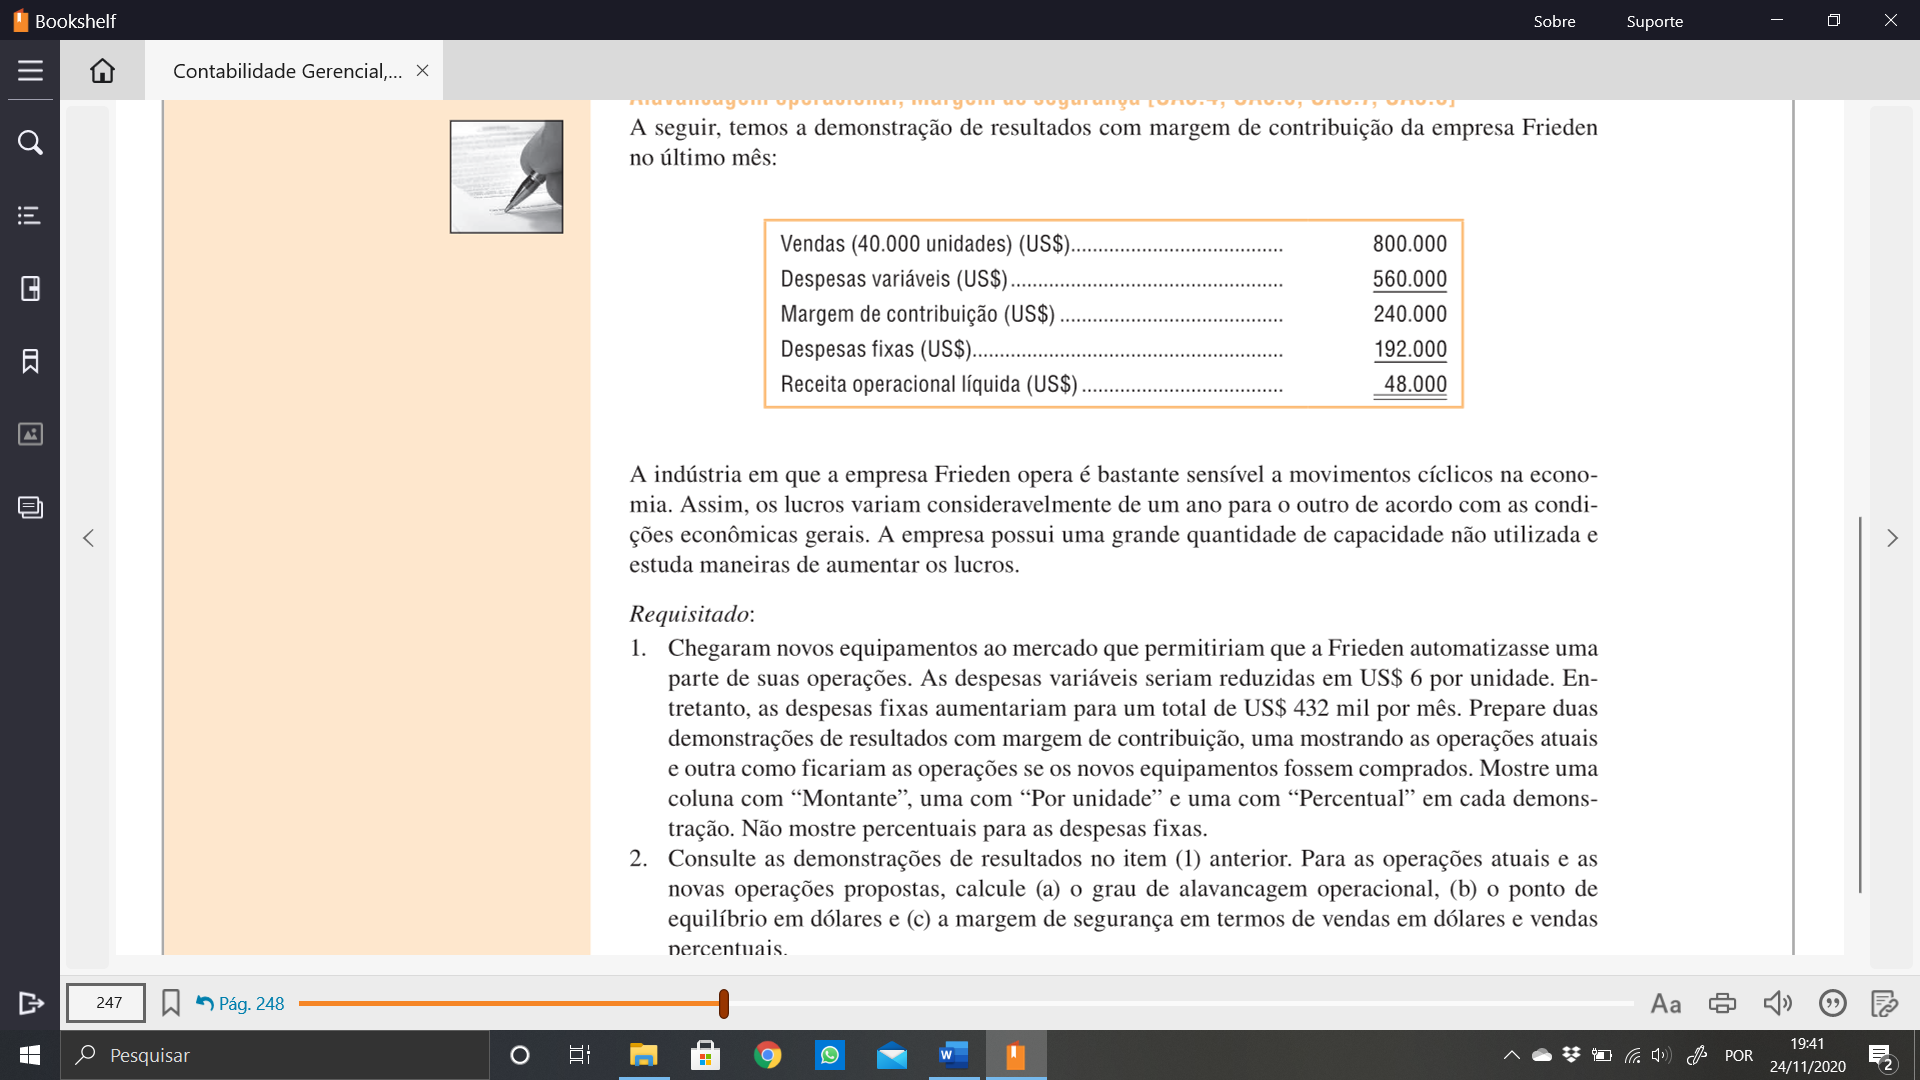 Bookshelf
Sobre
Suporte
Contabilidade Gerencial,...
Alavancagem operacional, Margem de segurança
A seguir, temos a demonstração de resultados com margem de contribuição da empresa Frieden
no último mês:
Vendas (40.000 unidades) (US$)....................................... 800.000
Despesas variáveis (US$).................................................. 560.000
Margem de contribuição (US$) ......................................... 240.000
Despesas fixas (US$)......................................................... 192.000
Receita operacional líquida (US$) ..................................... 48.000
A indústria em que a empresa Frieden opera é bastante sensível a movimentos cíclicos na econo-
mia. Assim, os lucros variam consideravelmente de um ano para o outro de acordo com as condi-
ções econômicas gerais. A empresa possui uma grande quantidade de capacidade não utilizada e
estuda maneiras de aumentar os lucros.
Requisitado:
1. Chegaram novos equipamentos ao mercado que permitiriam que a Frieden automatizasse uma
parte de suas operações. As despesas variáveis seriam reduzidas em US$ 6 por unidade. En-
tretanto, as despesas fixas aumentariam para um total de US$ 432 mil por mês. Prepare duas
demonstrações de resultados com margem de contribuição, uma mostrando as operações atuais
e outra como ficariam as operações se os novos equipamentos fossem comprados. Mostre uma
coluna com “Montante”, uma com “Por unidade” e uma com “Percentual” em cada demons-
tração. Não mostre percentuais para as despesas fixas.
2. Consulte as demonstrações de resultados no item (1) anterior. Para as operações atuais e as
novas operações propostas, calcule (a) o grau de alavancagem operacional, (b) o ponto de
equilíbrio em dólares e (c) a margem de segurança em termos de vendas em dólares e vendas
percentuais.
247
Pág. 248
Aa
Pesquisar
POR
19:41
24/11/2020
2